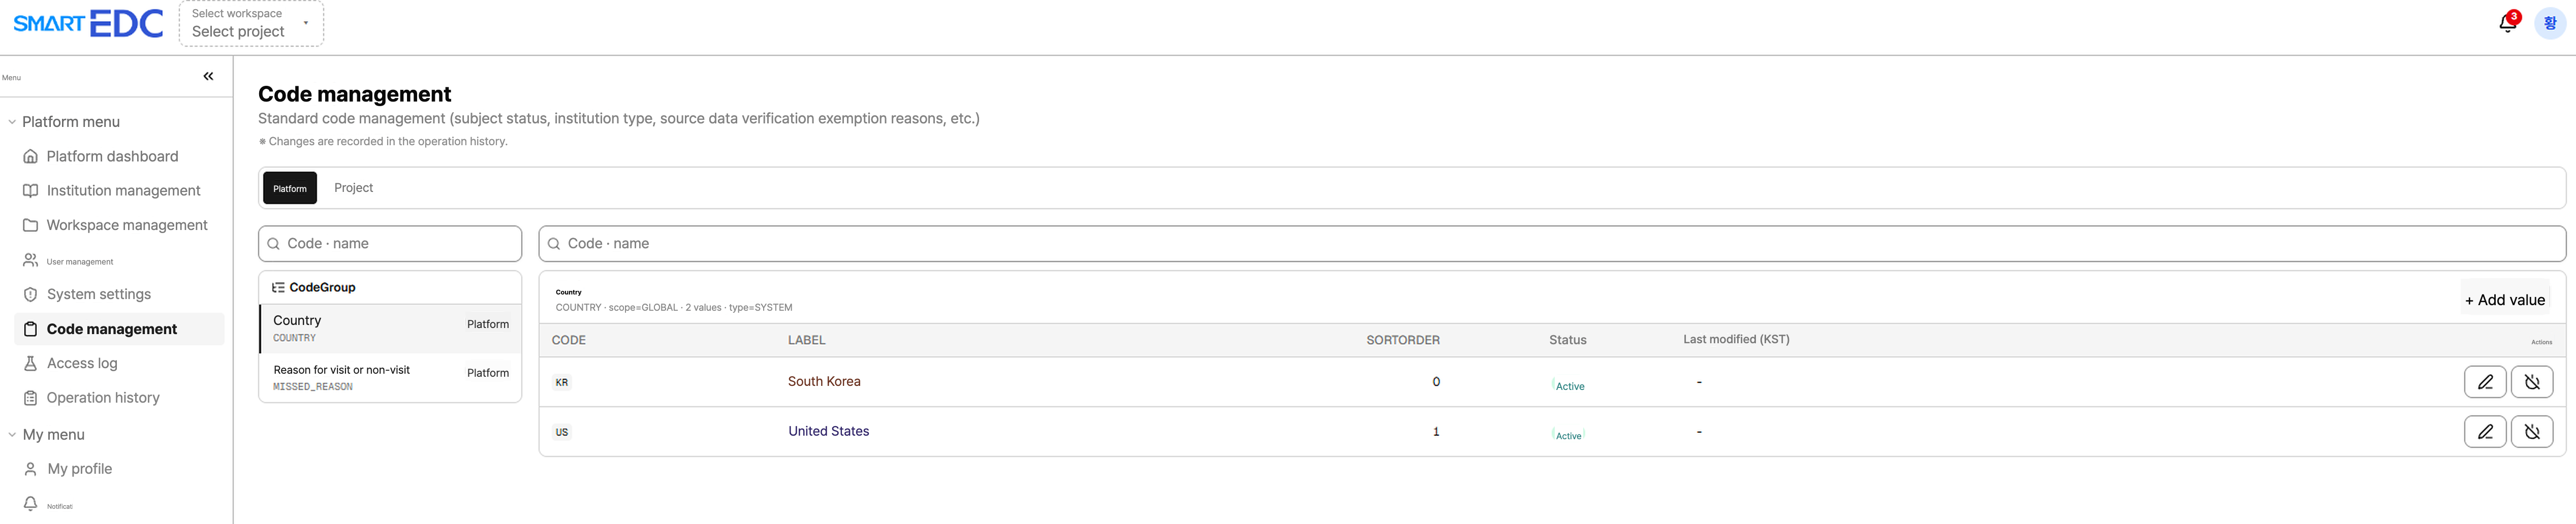 SMART EDC
Select workspace
Select project
3
황
Menu
Platform menu
Platform dashboard
Institution management
Workspace management
User management
System settings
Code management
Access log
Operation history
My menu
My profile
Notificati
Code management
Standard code management (subject status, institution type, source data verification exemption reasons, etc.)
※ Changes are recorded in the operation history.
Platform
Project
Code · name
CodeGroup
Country
COUNTRY
Platform
Reason for visit or non-visit
MISSED_REASON
Platform
Code · name
Country
COUNTRY · scope=GLOBAL · 2 values · type=SYSTEM
+ Add value
CODE LABEL SORTORDER Status Last modified (KST) Actions
KR South Korea 0 Active -
US United States 1 Active -